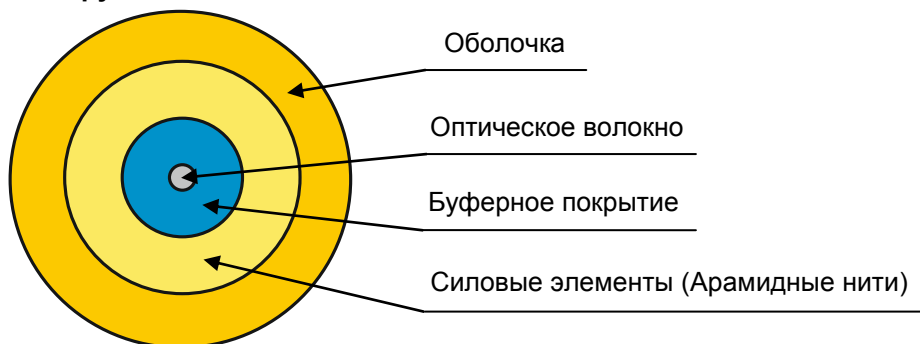 Оболочка
Оптическое волокно
Буферное покрытие
Силовые элементы (Арамидные нити)